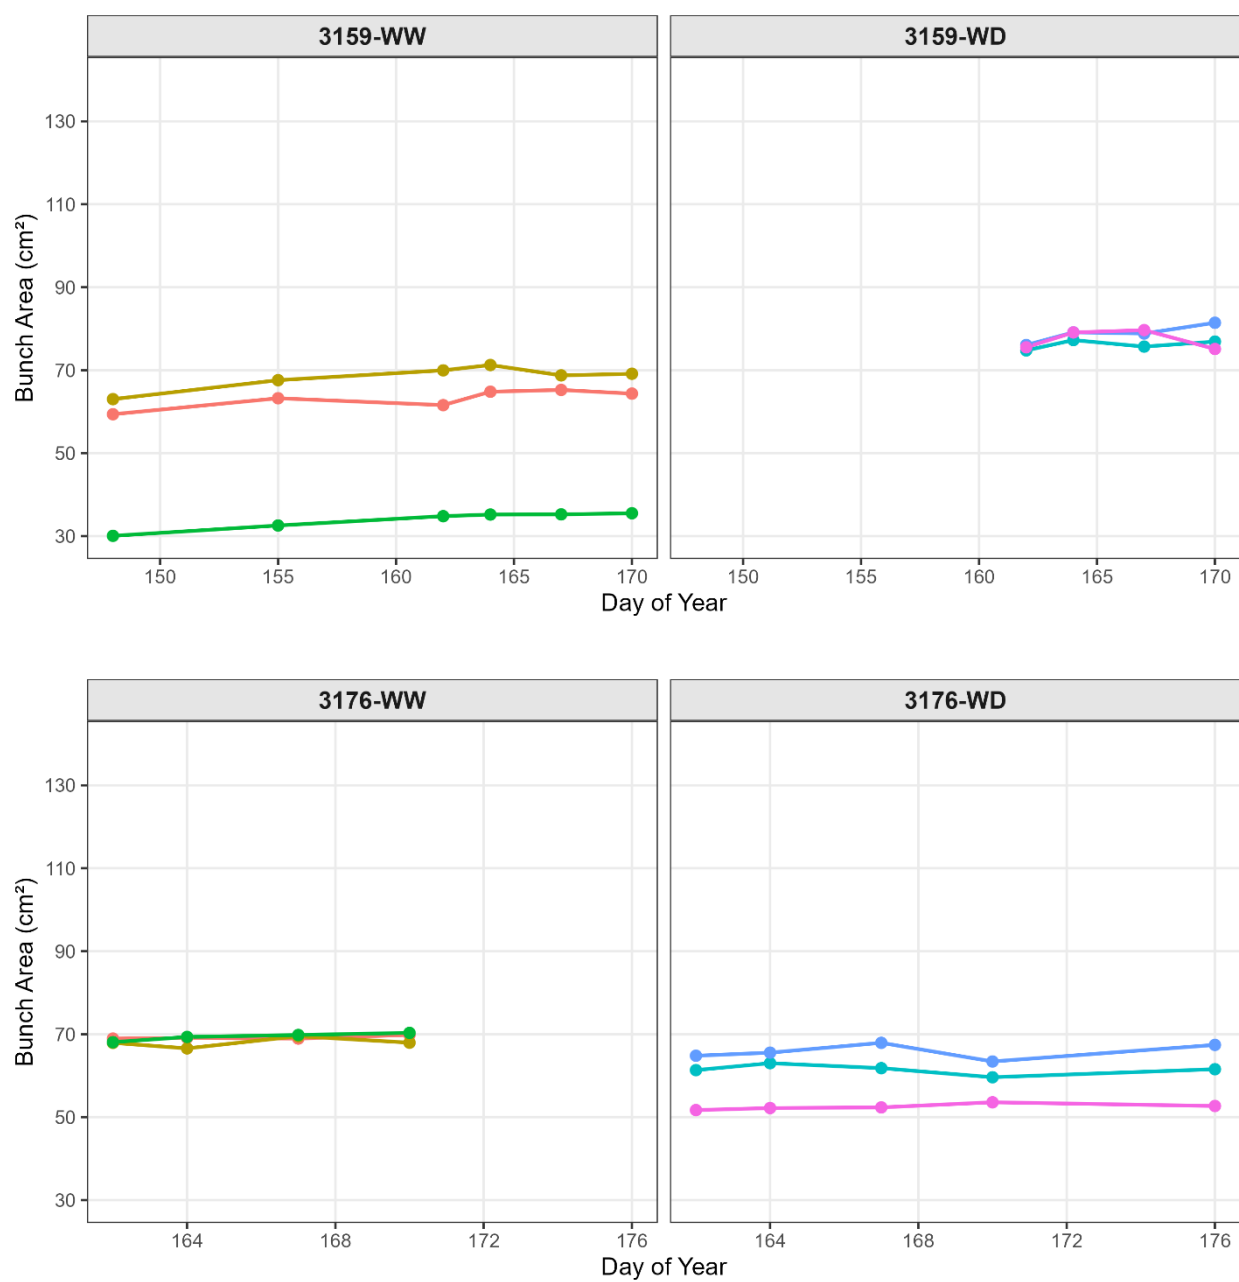 3159-WW 3159-WD
130
110
90
70
50
30
Bunch Area (cm²)
150 155 160 165 170 150 155 160 165 170
Day of Year
3176-WW 3176-WD
130
110
90
70
50
30
Bunch Area (cm²)
164 168 172 176 164 168 172 176
Day of Year